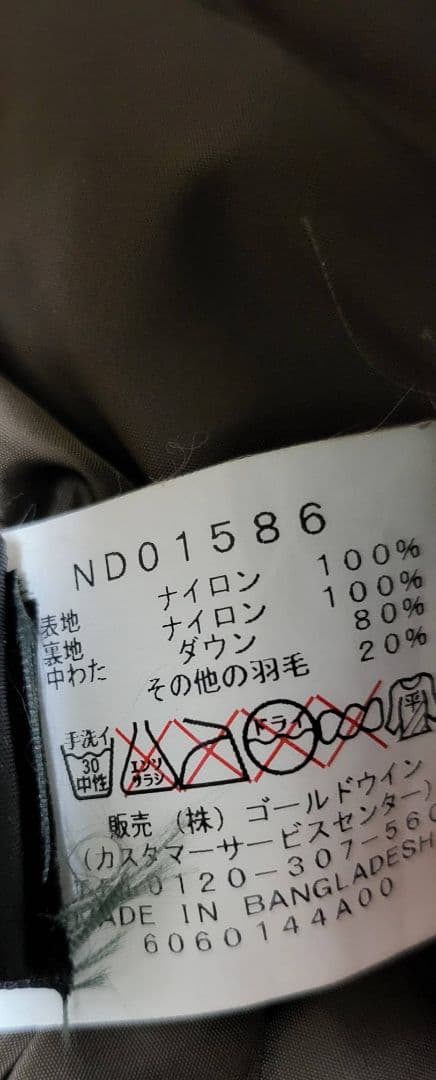 ND01586
表地 ナイロン 100%
裏地 ナイロン 100%
中わた ダウン 80%
その他の羽毛 20%
手洗イ 30 中性 エンソ サラシ ドライ 平
販売 (株) ゴールドウイン
(カスタマーサービスセンター)
0120-307-560
MADE IN BANGLADESH
6060144A00